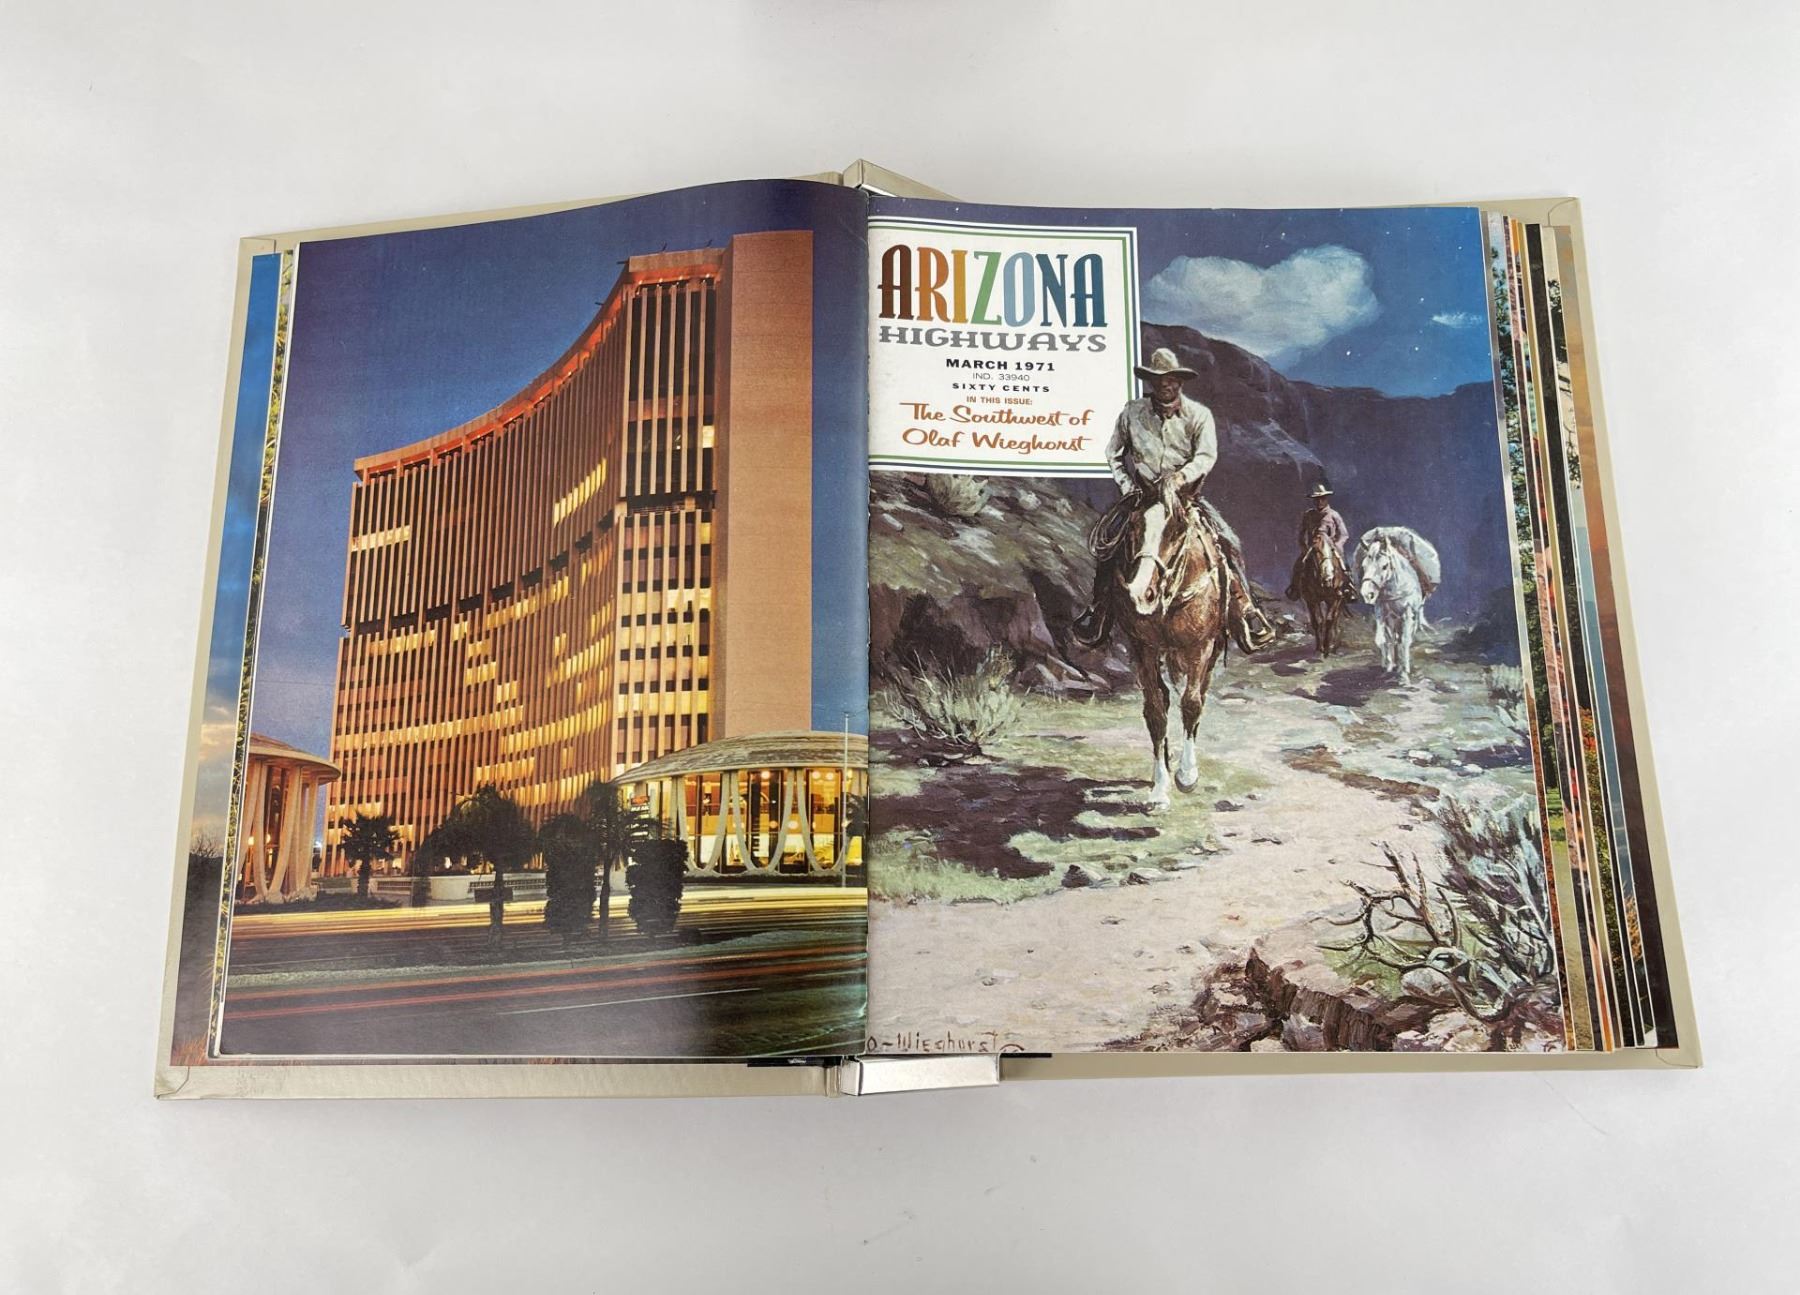 ARIZONA
HIGHWAYS
MARCH 1971
IND. 33940
SIXTY CENTS
IN THIS ISSUE:
The Southwest of
Olaf Wieghorst
O-Wieghorst